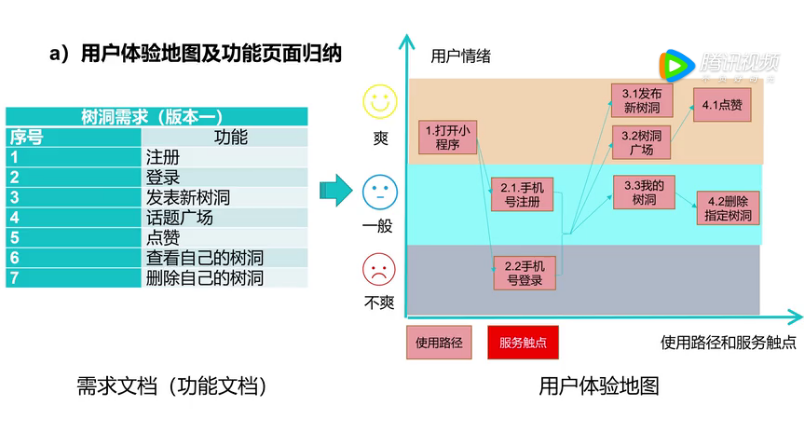 a）用户体验地图及功能页面归纳
腾讯视频
用户情绪
树洞需求（版本一）
序号 功能
1 注册
2 登录
3 发表新树洞
4 话题广场
5 点赞
6 查看自己的树洞
7 删除自己的树洞
爽
一般
不爽
1.打开小
程序
2.1.手机
号注册
2.2手机
号登录
3.1发布
新树洞
3.2树洞
广场
3.3我的
树洞
4.1点赞
4.2删除
指定树洞
使用路径
服务触点
使用路径和服务触点
需求文档（功能文档）
用户体验地图